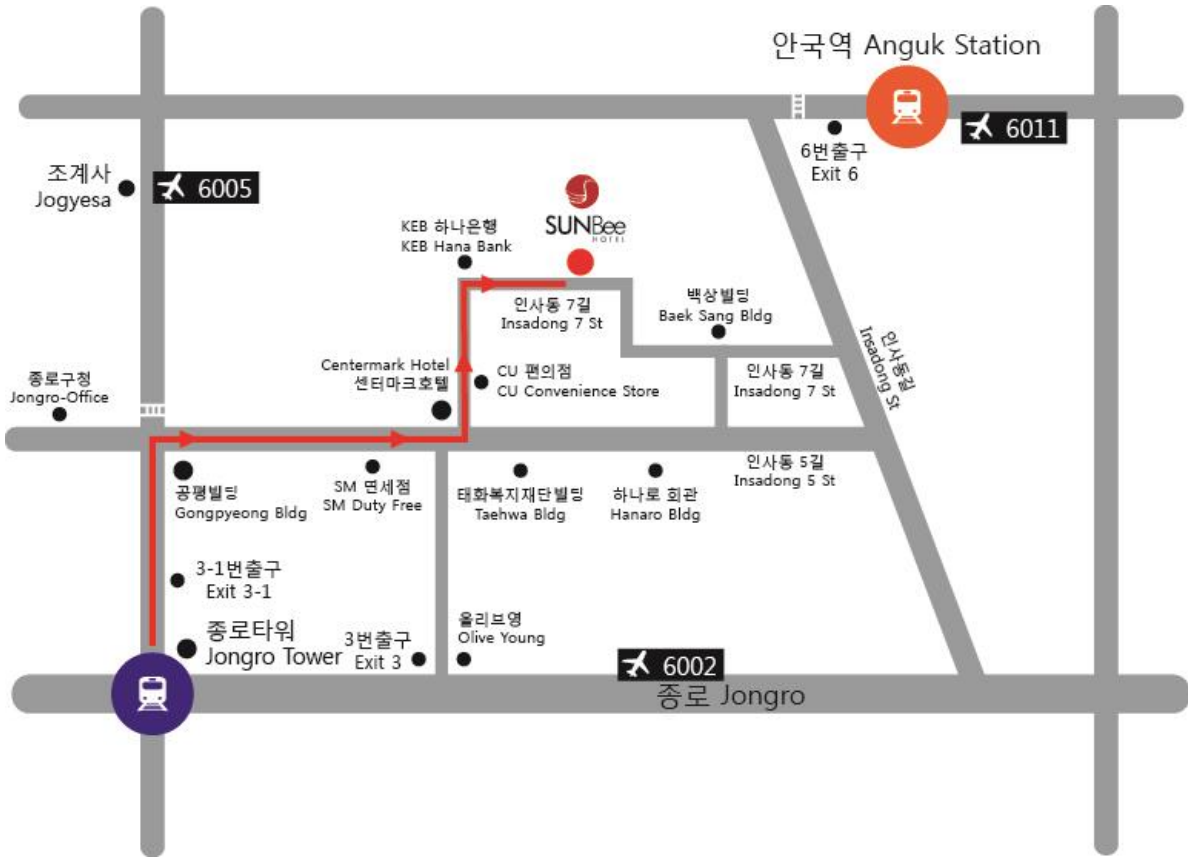 안국역 Anguk Station
6011
6번출구
Exit 6
조계사
Jogyesa
6005
KEB 하나은행
KEB Hana Bank
SUNBee
HOTEL
인사동 7길
Insadong 7 St
백상빌딩
Baek Sang Bldg
인사동길
Insadong St
Centermark Hotel
센터마크호텔
CU 편의점
CU Convenience Store
인사동 7길
Insadong 7 St
종로구청
Jongro-Office
공평빌딩
Gongpyeong Bldg
SM 면세점
SM Duty Free
태화복지재단빌딩
Taehwa Bldg
하나로 회관
Hanaro Bldg
인사동 5길
Insadong 5 St
3-1번출구
Exit 3-1
종로타워
Jongro Tower
3번출구
Exit 3
올리브영
Olive Young
6002
종로 Jongro